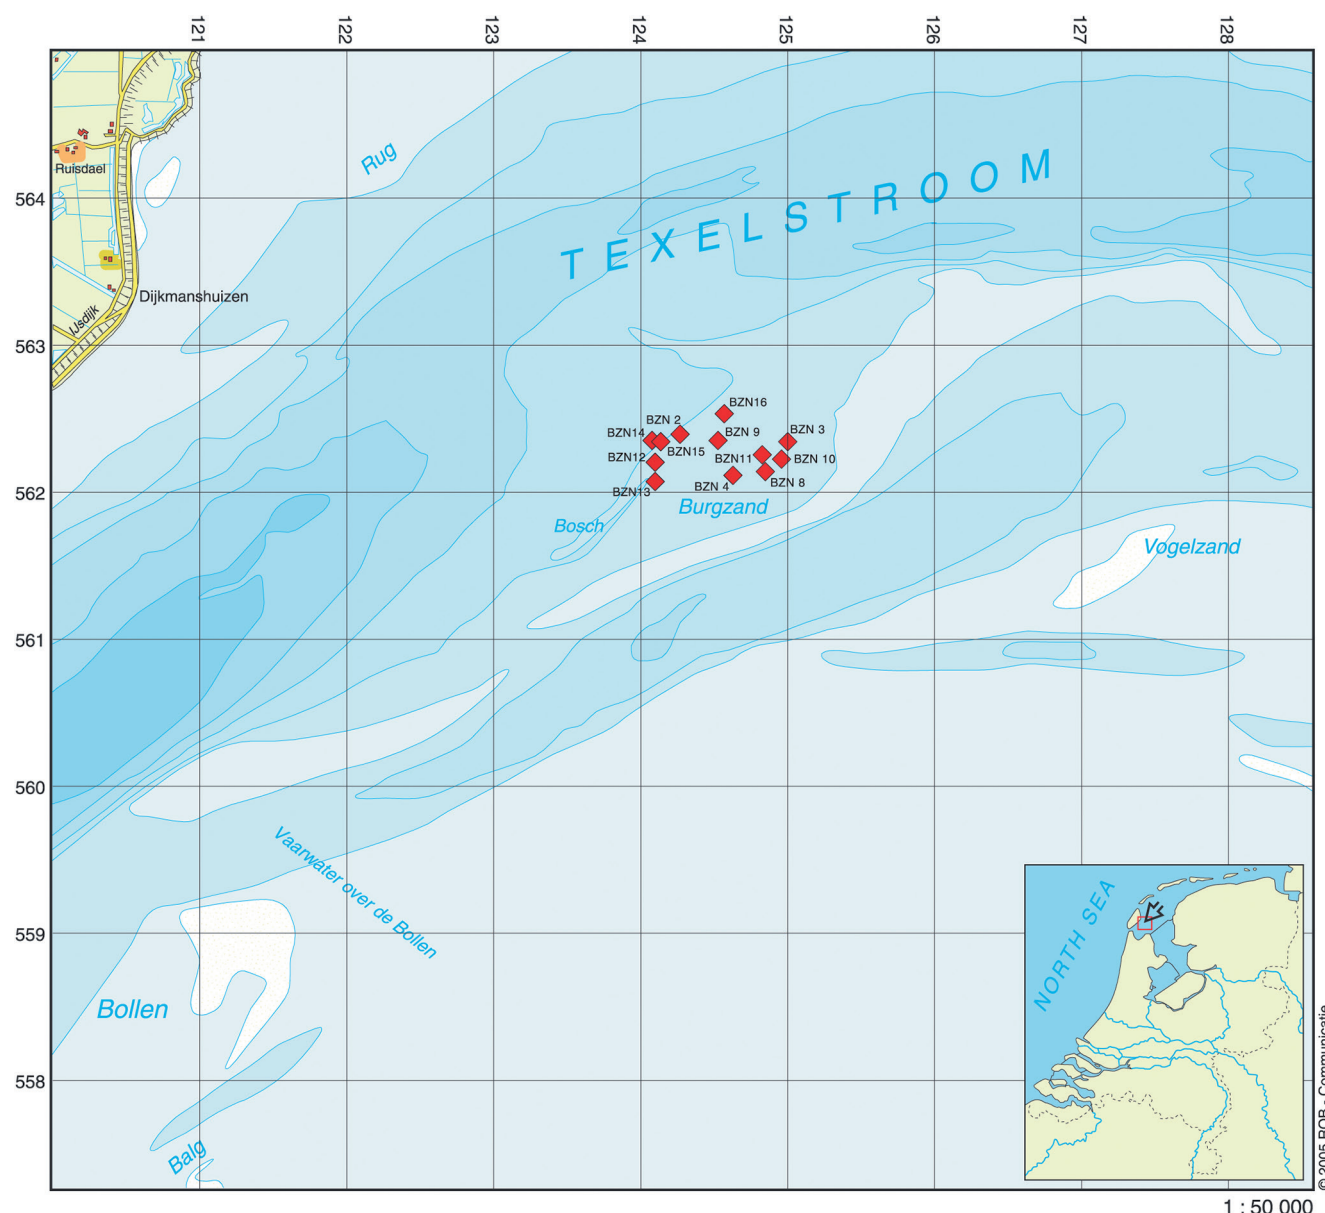 121
122
123
124
125
126
127
128
564
563
562
561
560
559
558
Rug
Ruisdael
TEXELSTROOM
Dijkmanshuizen
IJsdijk
BZN16
BZN 2
BZN14
BZN 9
BZN 3
BZN15
BZN12
BZN11
BZN 10
BZN 8
BZN 4
BZN13
Burgzand
Bosch
Vogelzand
Vaarwater over de Bollen
Bollen
Balg
NORTH SEA
© 2005 ROB - Communicatie
1 : 50 000